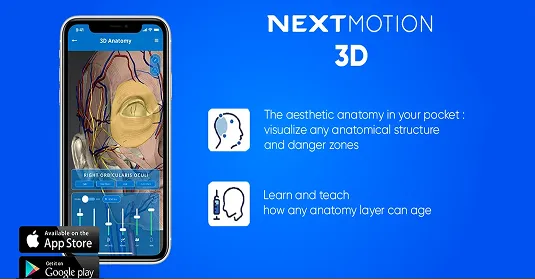 NEXTMOTION
3D
9:41
3D Anatomy
The aesthetic anatomy in your pocket :
visualize any anatomical structure
and danger zones
RIGHT ORBICULARIS OCULI
Learn and teach
how any anatomy layer can age
Available on the
App Store
Get it on
Google play